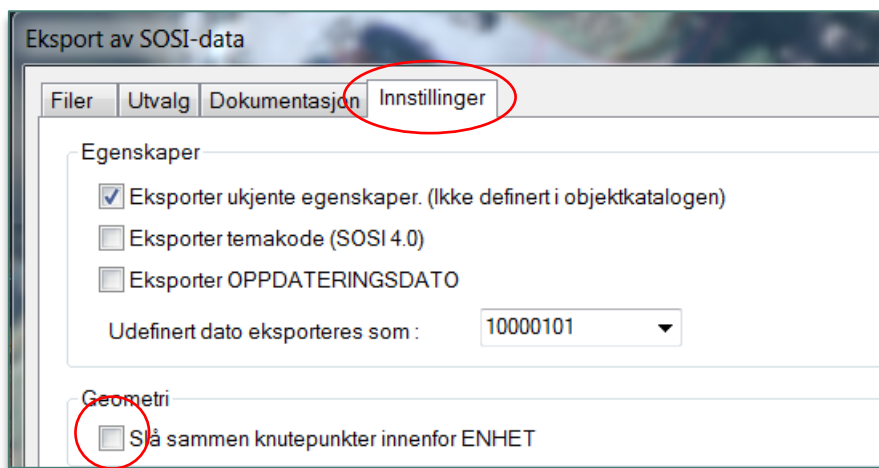 Eksport av SOSI-data
Filer Utvalg Dokumentasjon Innstillinger
Egenskaper
Eksporter ukjente egenskaper. (Ikke definert i objektkatalogen)
Eksporter temakode (SOSI 4.0)
Eksporter OPPDATERINGSDATO
Udefinert dato eksporteres som : 10000101
Geometri
Slå sammen knutepunkter innenfor ENHET